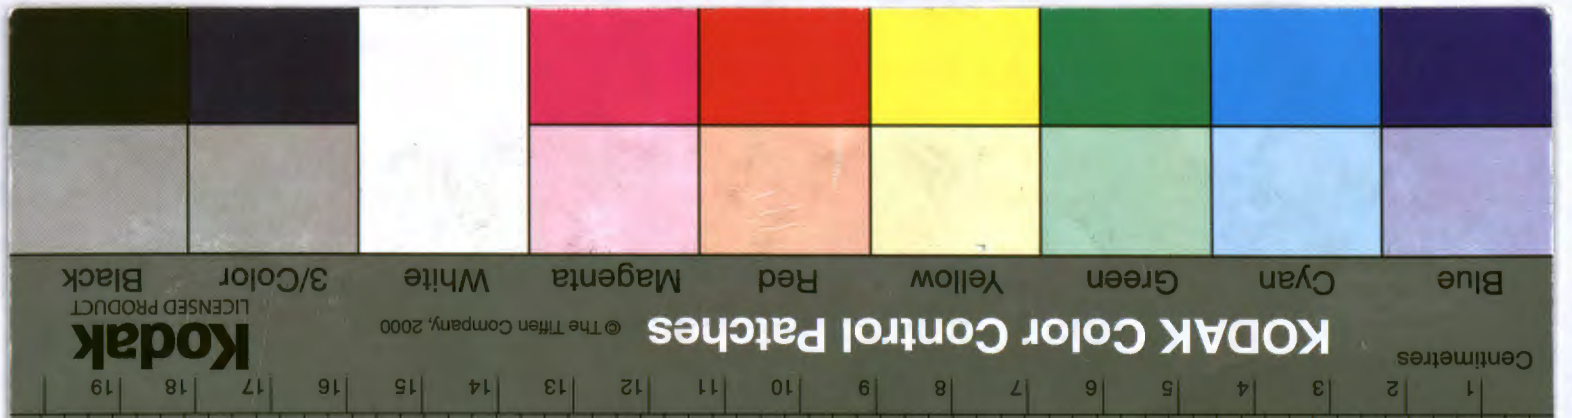 Centimetres
1 2 3 4 5 6 7 8 9 10 11 12 13 14 15 16 17 18 19
KODAK Color Control Patches © The Tiffen Company, 2000
Kodak
LICENSED PRODUCT
Blue Cyan Green Yellow Red Magenta White 3/Color Black